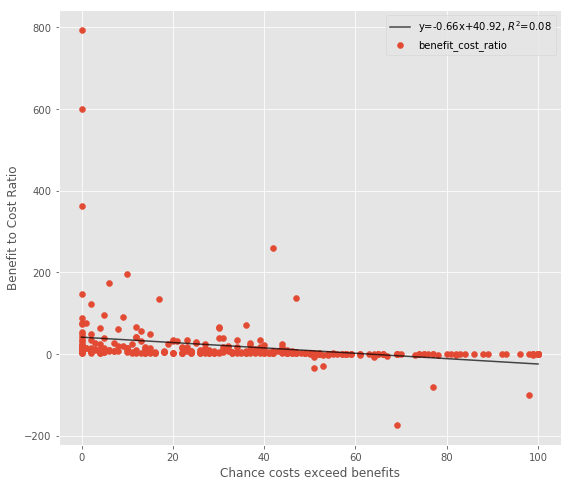 y=-0.66x+40.92, R²=0.08
benefit_cost_ratio
Benefit to Cost Ratio
800
600
400
200
0
−200
0 20 40 60 80 100
Chance costs exceed benefits